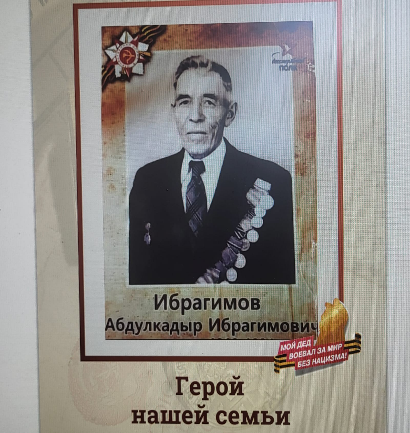 Ибрагимов
Абдулкадыр Ибрагимович
МОЙ ДЕД
ВОЕВАЛ ЗА МИР
БЕЗ НАЦИЗМА!
Герой
нашей семьи